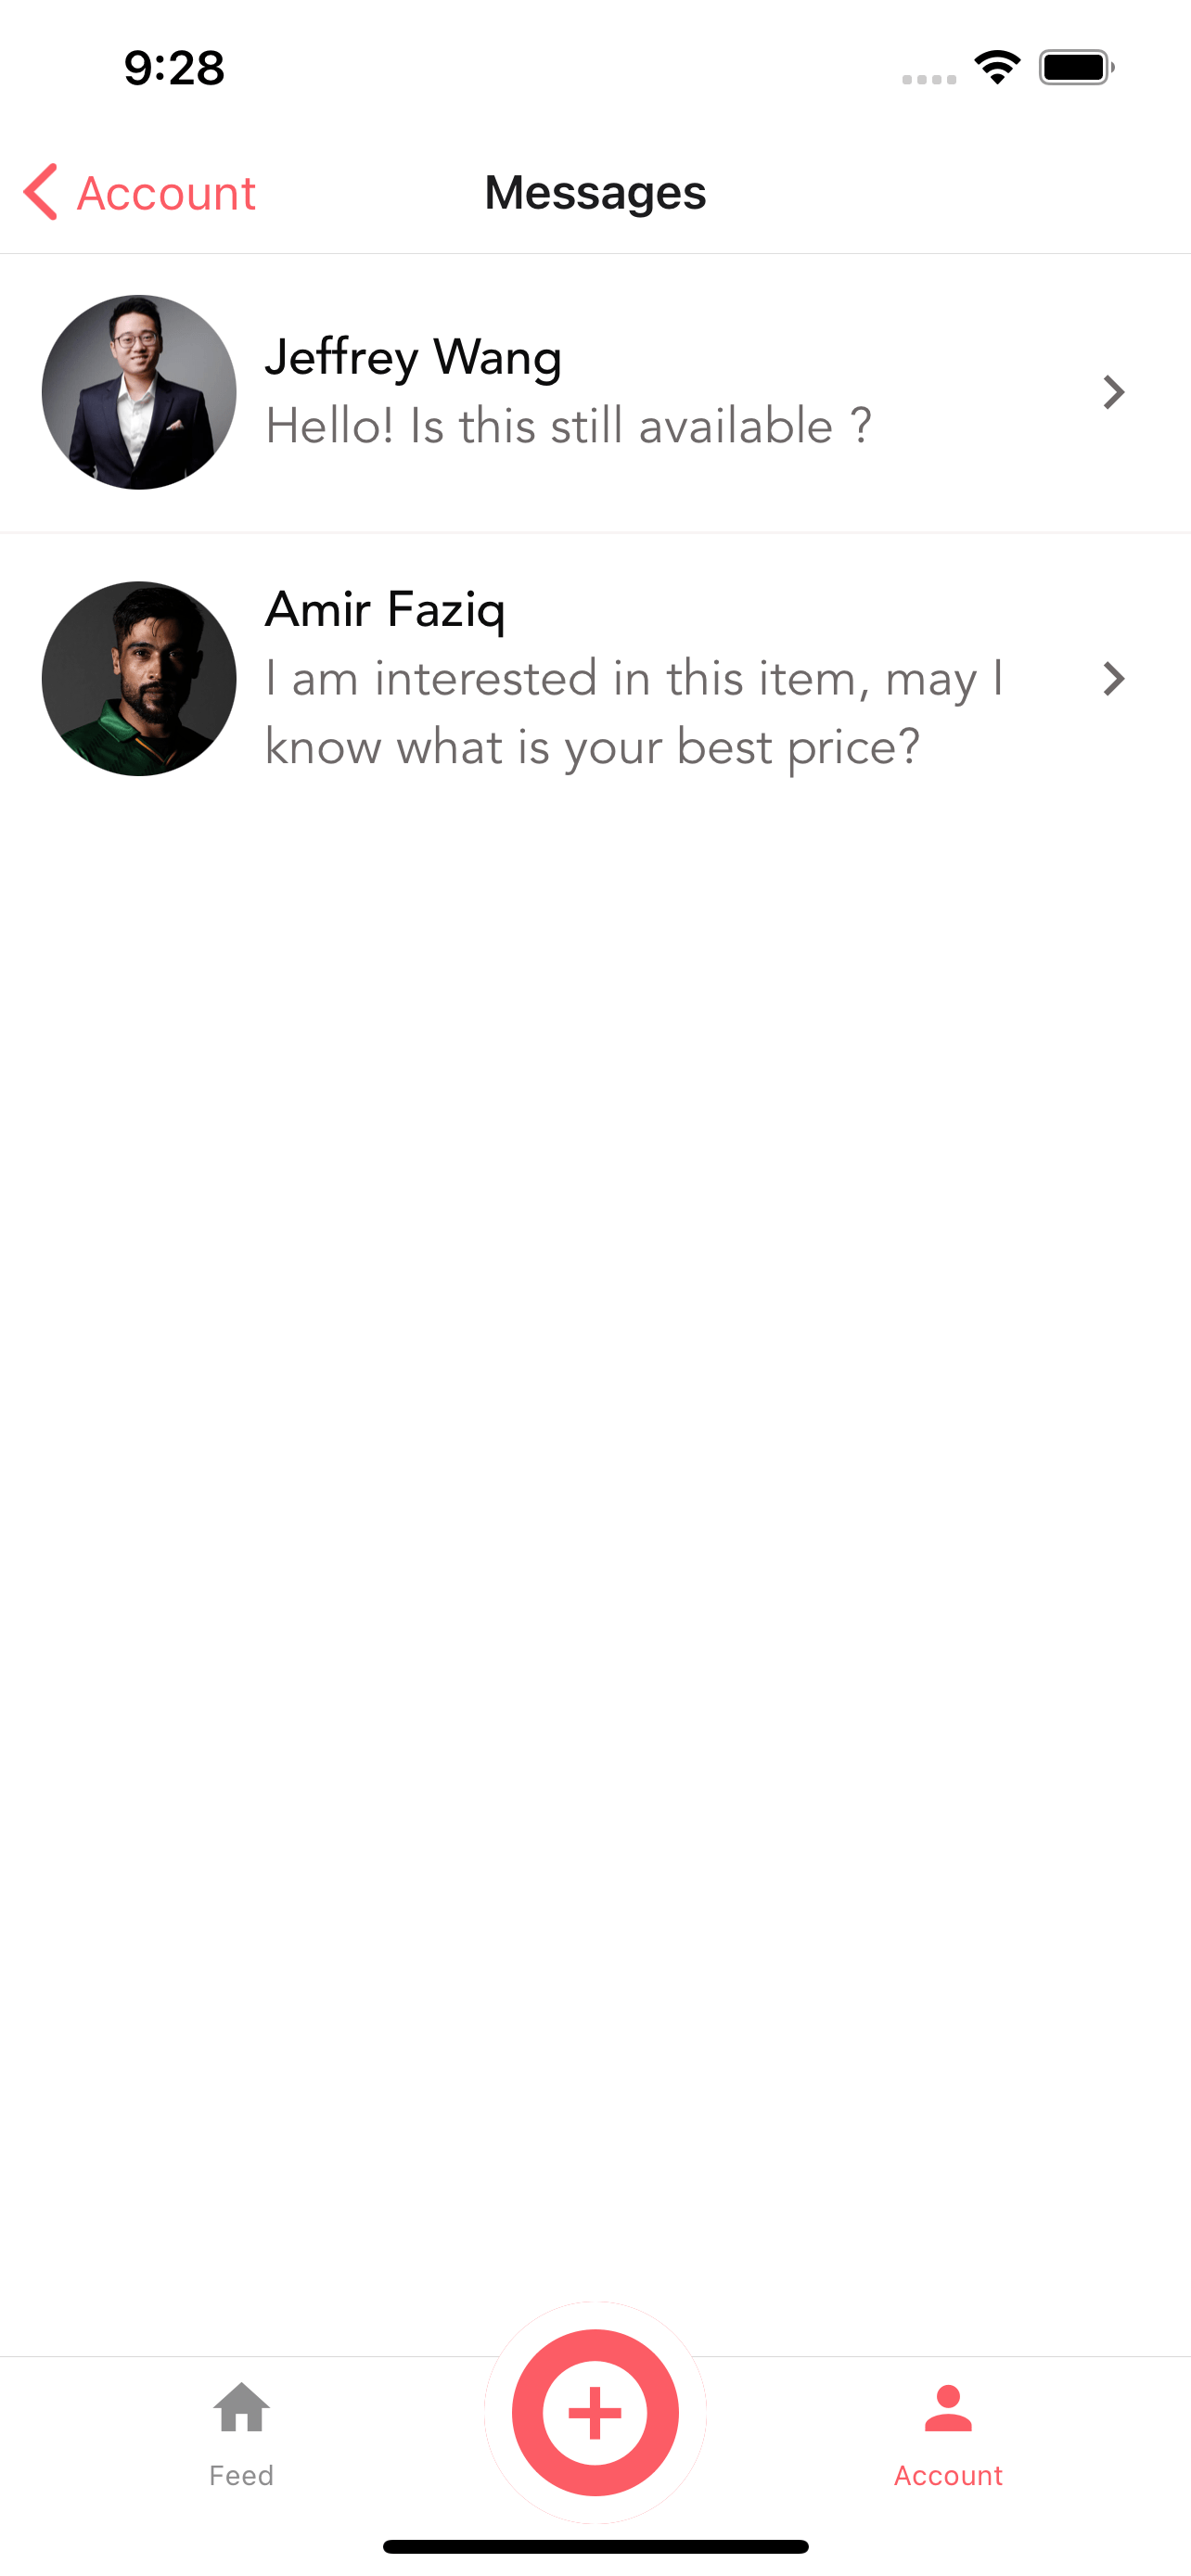 9:28
Account
Messages
Jeffrey Wang
Hello! Is this still available ?
Amir Faziq
I am interested in this item, may I
know what is your best price?
Feed
Account